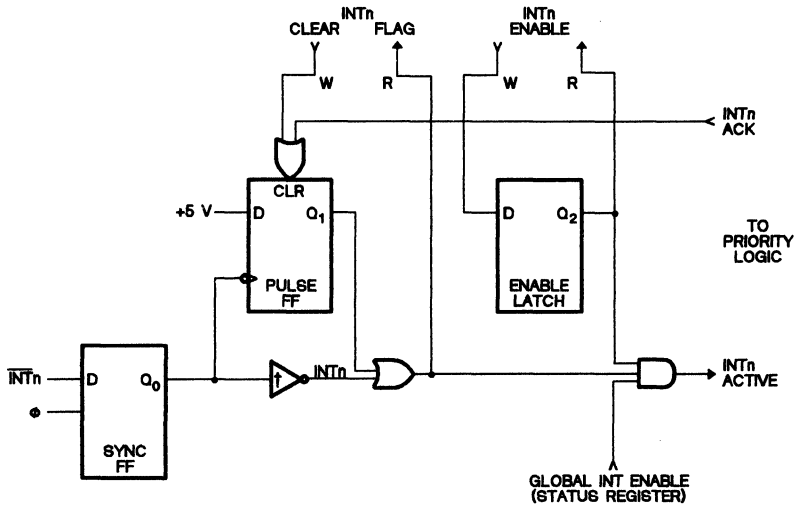 INTn
CLEAR FLAG
INTn
ENABLE
W
R
W
R
INTn
ACK
CLR
+5 V
D
Q1
PULSE
FF
D
Q2
ENABLE
LATCH
TO
PRIORITY
LOGIC
INTn
D
Q0
INTn
INTn
ACTIVE
φ
SYNC
FF
GLOBAL INT ENABLE
(STATUS REGISTER)